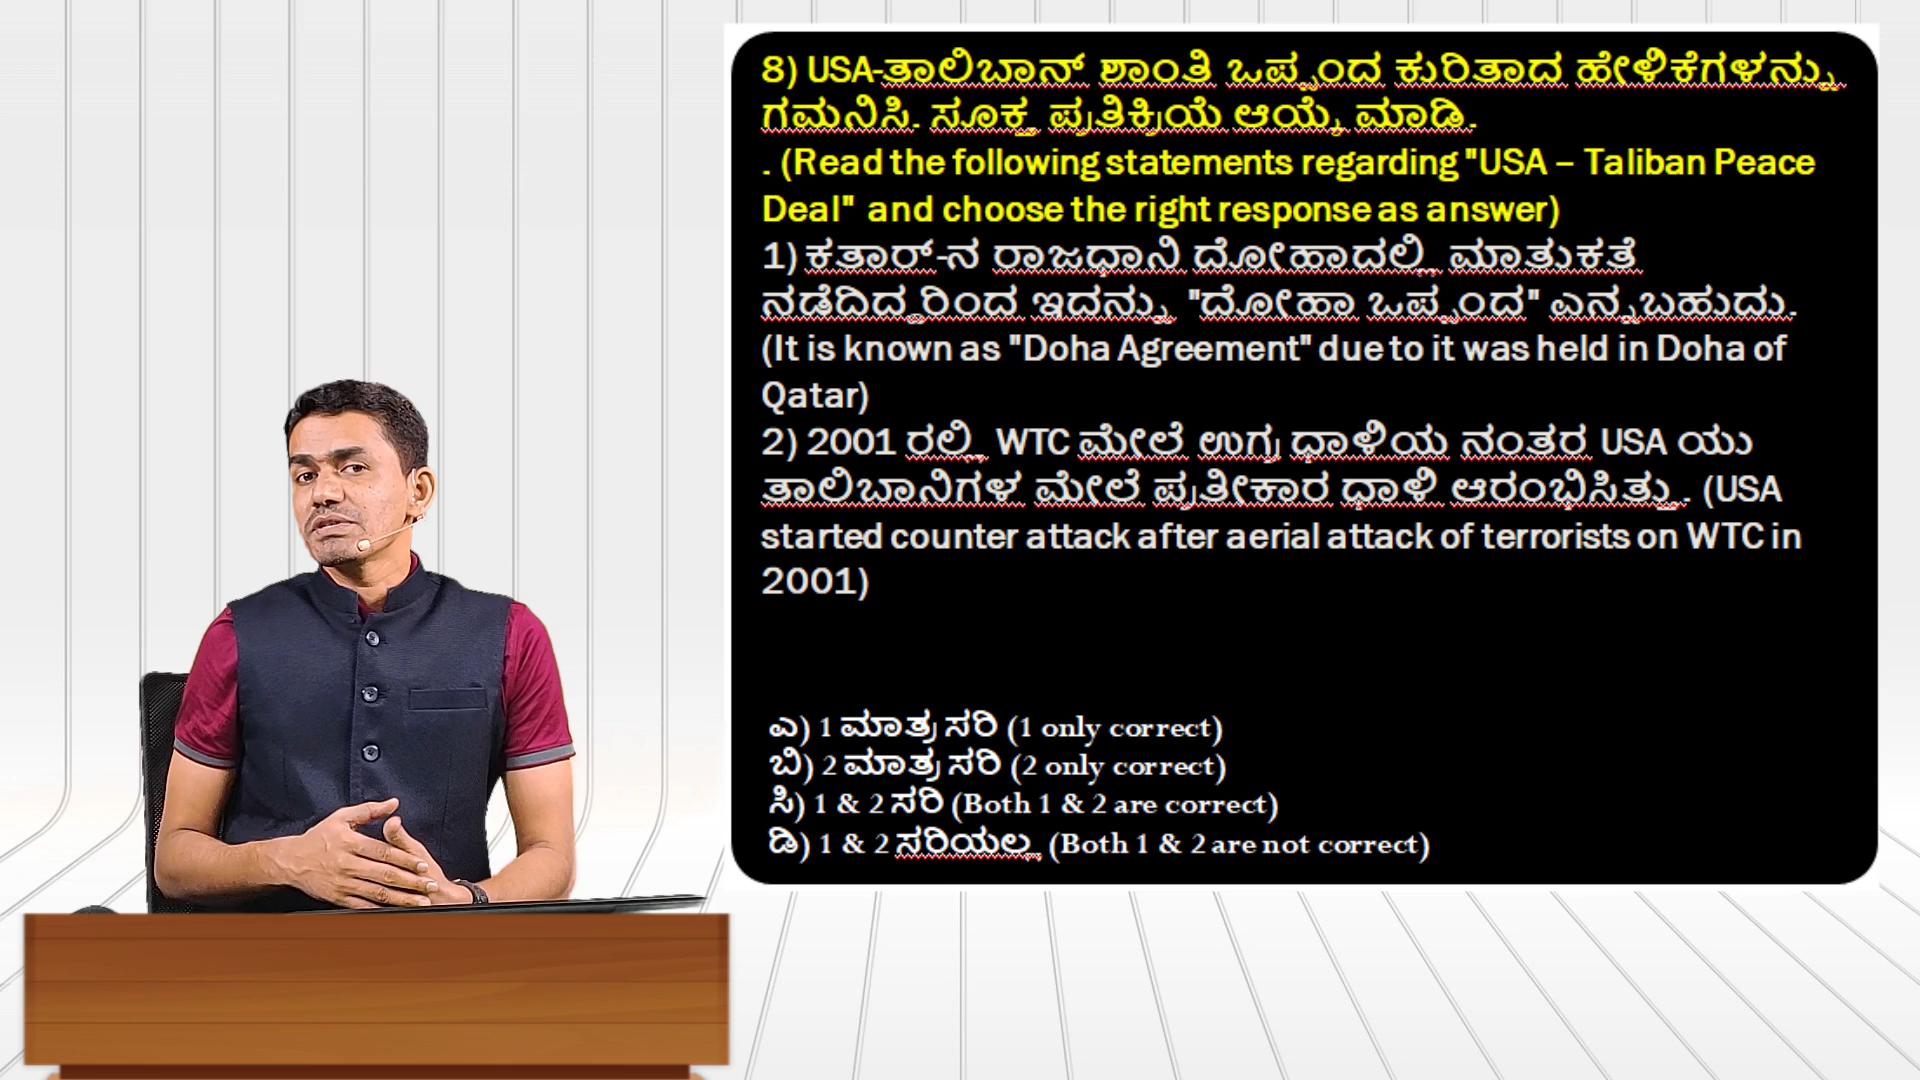 8) USA-ತಾಲಿಬಾನ್ ಶಾಂತಿ ಒಪ್ಪಂದ ಕುರಿತಾದ ಹೇಳಿಕೆಗಳನ್ನು
ಗಮನಿಸಿ. ಸೂಕ್ತ ಪ್ರತಿಕ್ರಿಯೆ ಆಯ್ಕೆ ಮಾಡಿ.
. (Read the following statements regarding "USA – Taliban Peace
Deal" and choose the right response as answer)
1) ಕತಾರ್-ನ ರಾಜಧಾನಿ ದೋಹಾದಲ್ಲಿ ಮಾತುಕತೆ
ನಡೆದಿದ್ದರಿಂದ ಇದನ್ನು "ದೋಹಾ ಒಪ್ಪಂದ" ಎನ್ನಬಹುದು.
(It is known as "Doha Agreement" due to it was held in Doha of
Qatar)
2) 2001 ರಲ್ಲಿ WTC ಮೇಲೆ ಉಗ್ರ ಧಾಳಿಯ ನಂತರ USA ಯು
ತಾಲಿಬಾನಿಗಳ ಮೇಲೆ ಪ್ರತೀಕಾರ ಧಾಳಿ ಆರಂಭಿಸಿತ್ತು. (USA
started counter attack after aerial attack of terrorists on WTC in
2001)
ಎ) 1 ಮಾತ್ರ ಸರಿ (1 only correct)
ಬಿ) 2 ಮಾತ್ರ ಸರಿ (2 only correct)
ಸಿ) 1 & 2 ಸರಿ (Both 1 & 2 are correct)
ಡಿ) 1 & 2 ಸರಿಯಲ್ಲ (Both 1 & 2 are not correct)